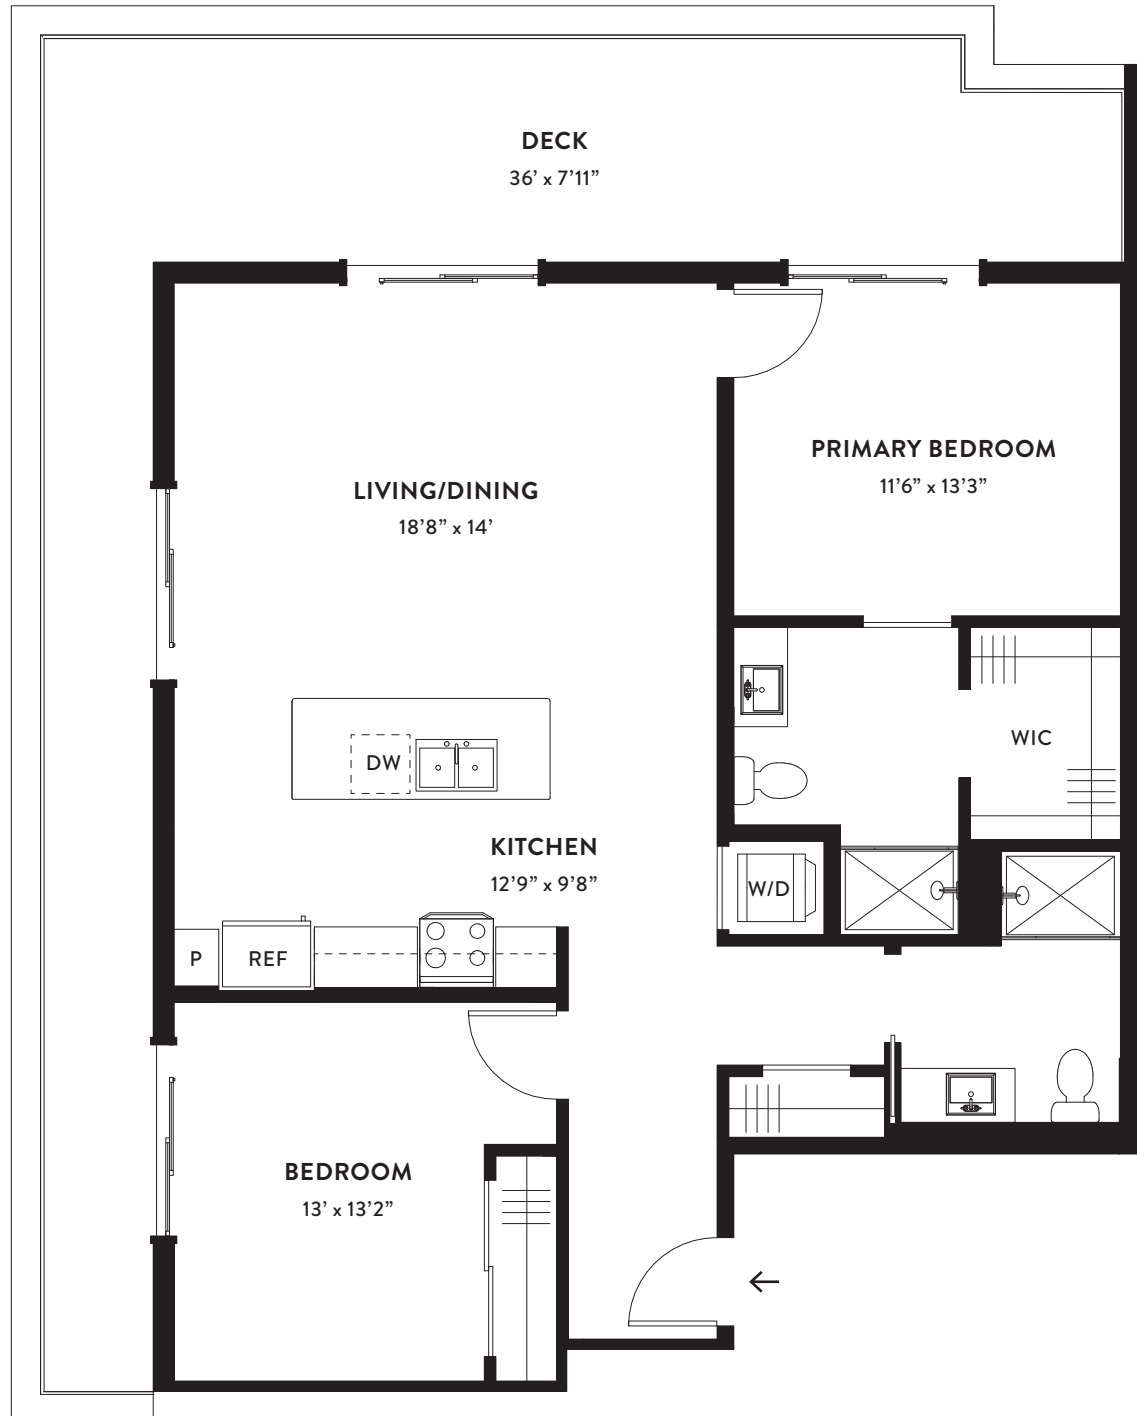 DECK
36’ x 7’11”
PRIMARY BEDROOM
11’6” x 13’3”
LIVING/DINING
18’8” x 14’
WIC
DW
KITCHEN
12’9” x 9’8”
W/D
P
REF
BEDROOM
13’ x 13’2”